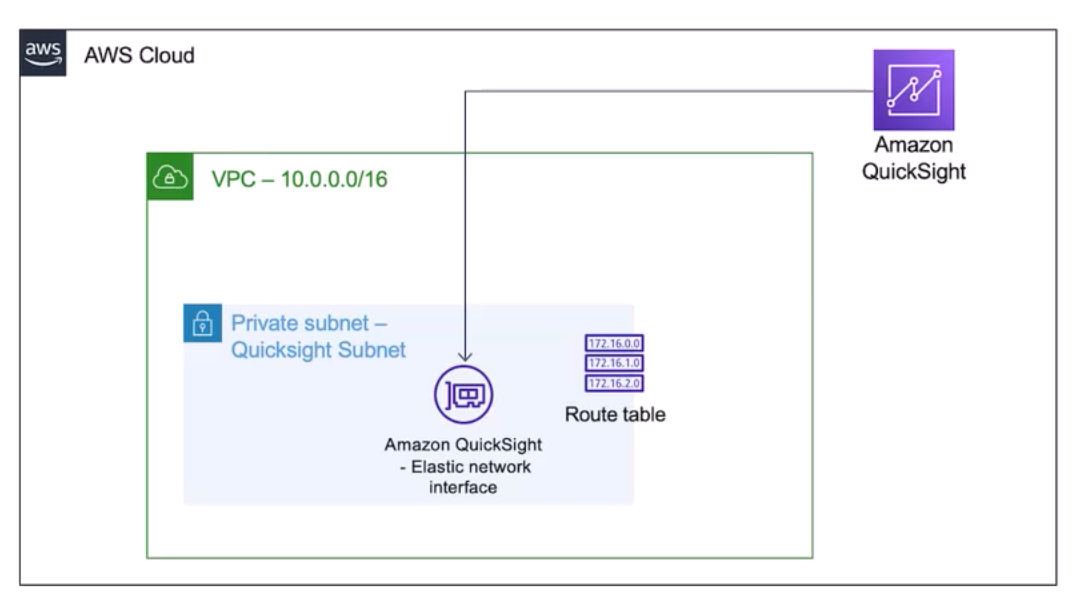 aws
AWS Cloud
Amazon
QuickSight
VPC – 10.0.0.0/16
Private subnet –
Quicksight Subnet
172.16.0.0
172.16.1.0
172.16.2.0
Route table
Amazon QuickSight
- Elastic network
interface